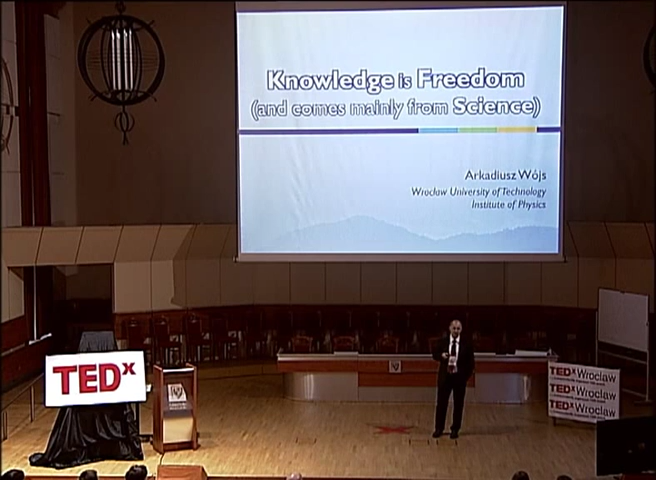 Knowledge is Freedom
(and comes mainly from Science)
Arkadiusz Wójs
Wrocław University of Technology
Institute of Physics
TEDx
TEDxWroclaw
TEDxWroclaw
TEDxWroclaw